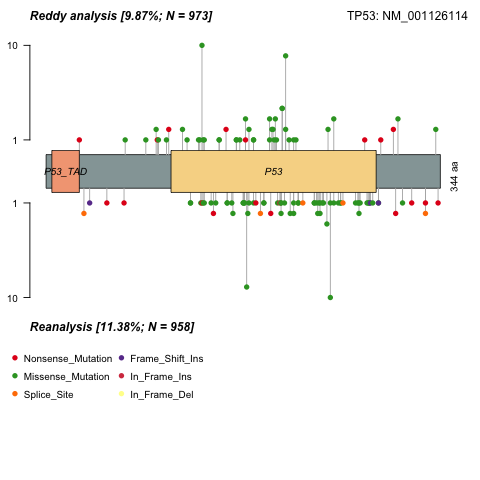 Reddy analysis [9.87%; N = 973]
TP53: NM_001126114
10
1
P53_TAD
P53
344 aa
1
10
Reanalysis [11.38%; N = 958]
Nonsense_Mutation
Frame_Shift_Ins
Missense_Mutation
In_Frame_Ins
Splice_Site
In_Frame_Del